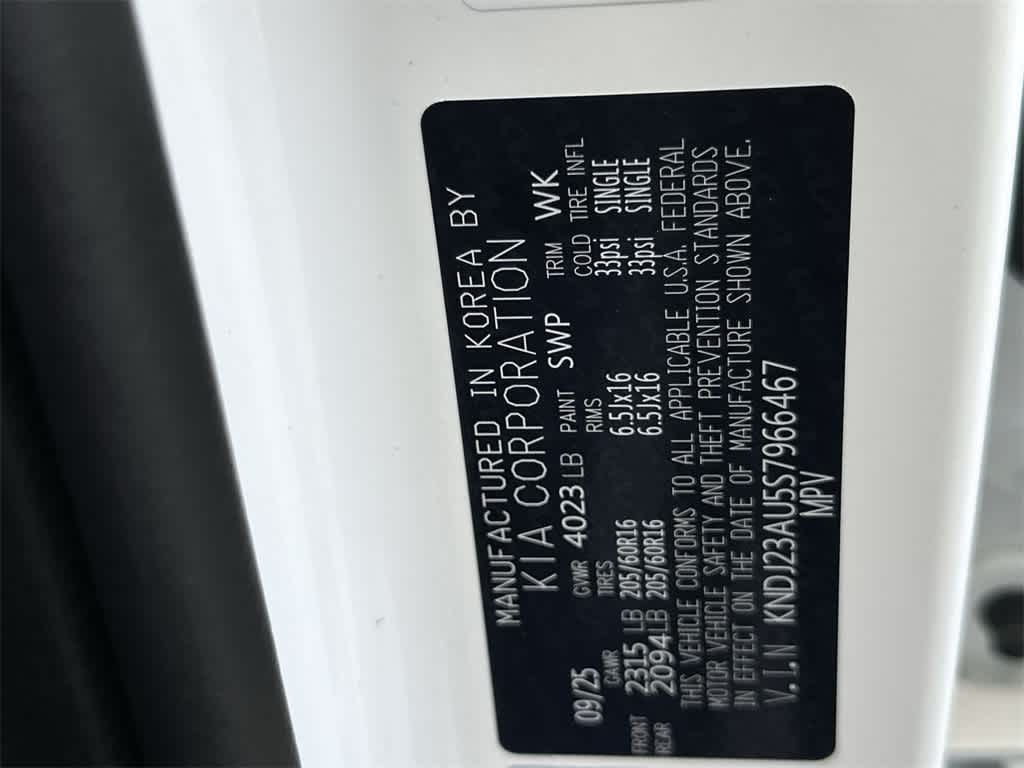 MANUFACTURED IN KOREA BY
KIA CORPORATION
09/25 GVWR 4023 LB PAINT SWP TRIM WK
GAWR TIRES RIMS COLD TIRE INFL
FRONT 2315 LB 205/60R16 6.5Jx16 33psi SINGLE
REAR 2094 LB 205/60R16 6.5Jx16 33psi SINGLE
THIS VEHICLE CONFORMS TO ALL APPLICABLE U.S.A. FEDERAL
MOTOR VEHICLE SAFETY AND THEFT PREVENTION STANDARDS
IN EFFECT ON THE DATE OF MANUFACTURE SHOWN ABOVE.
V.I.N KNDJ23AU5S7966467
MPV